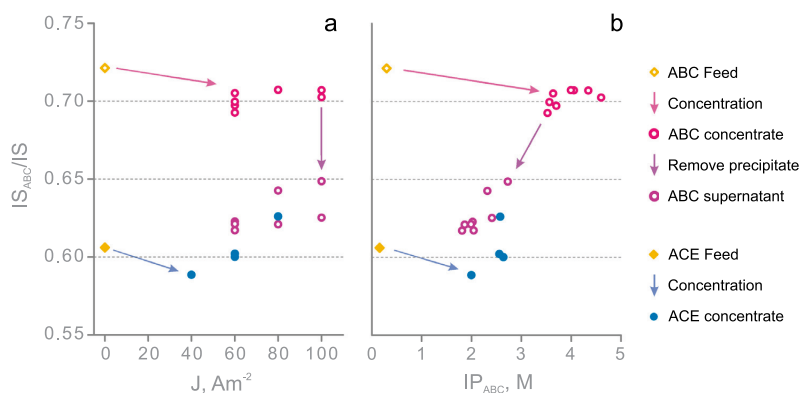 a
b
0.75
0.70
0.65
0.60
0.55
IS_ABC/IS
0 20 40 60 80 100
J, Am⁻²
0 1 2 3 4 5
IP_ABC, M
ABC Feed
Concentration
ABC concentrate
Remove precipitate
ABC supernatant
ACE Feed
Concentration
ACE concentrate